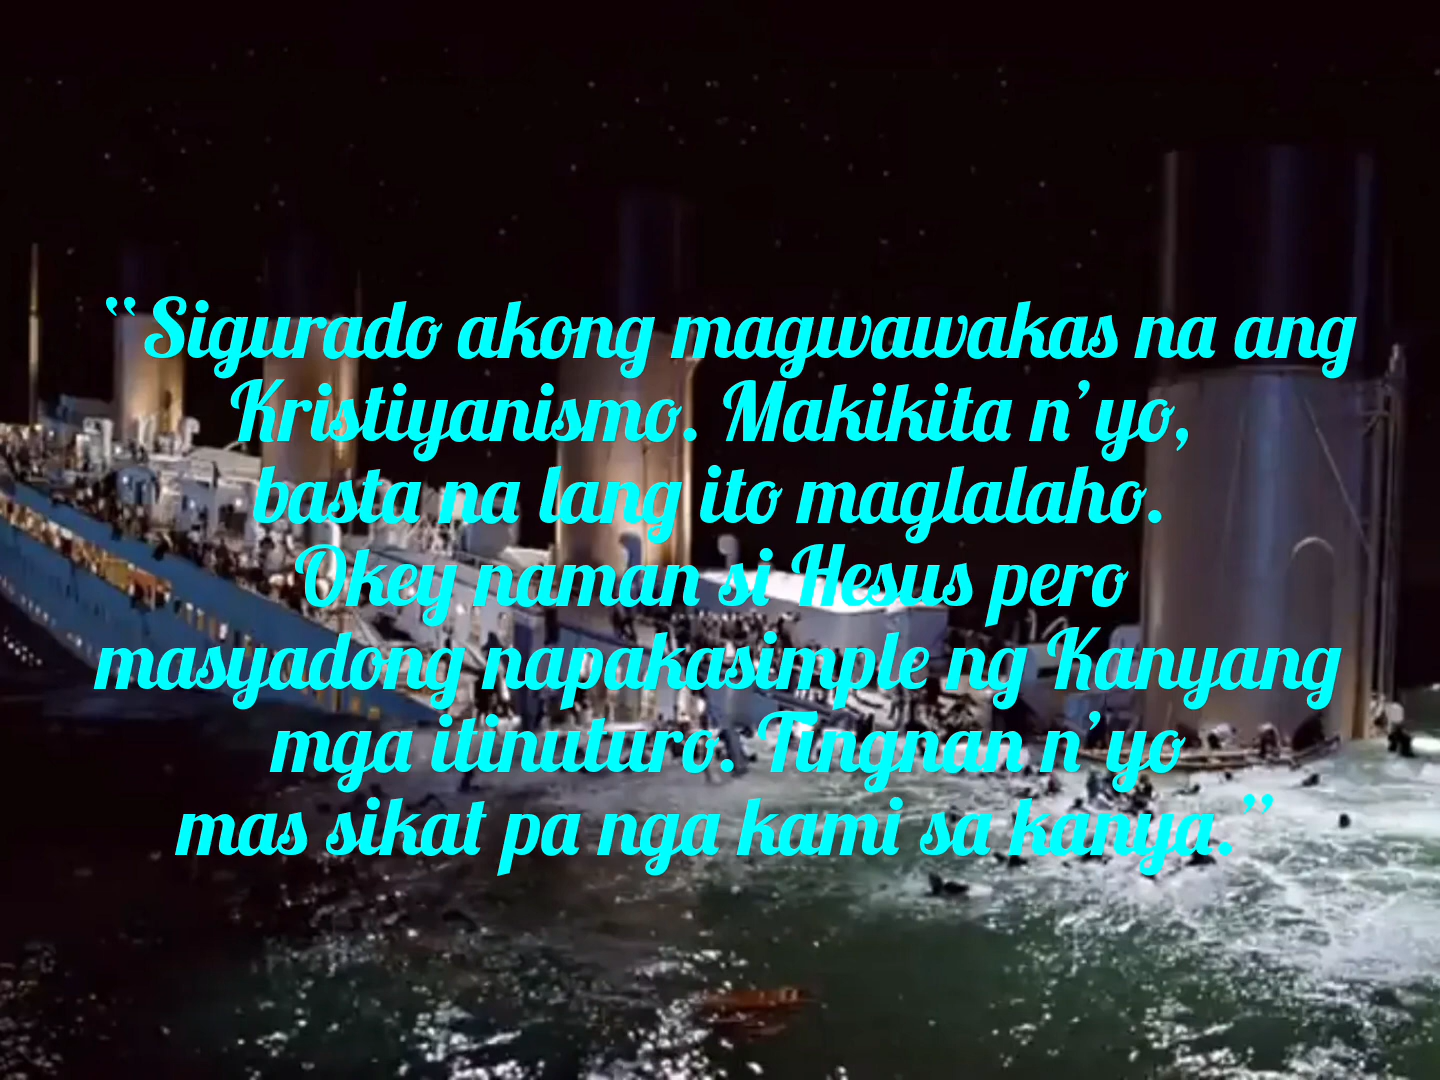 “Sigurado akong magwawakas na ang
Kristiyanismo. Makikita n’yo,
basta na lang ito maglalaho.
Okey naman si Hesus pero
masyadong napakasimple ng Kanyang
mga itinuturo. Tingnan n’yo
mas sikat pa nga kami sa kanya.”